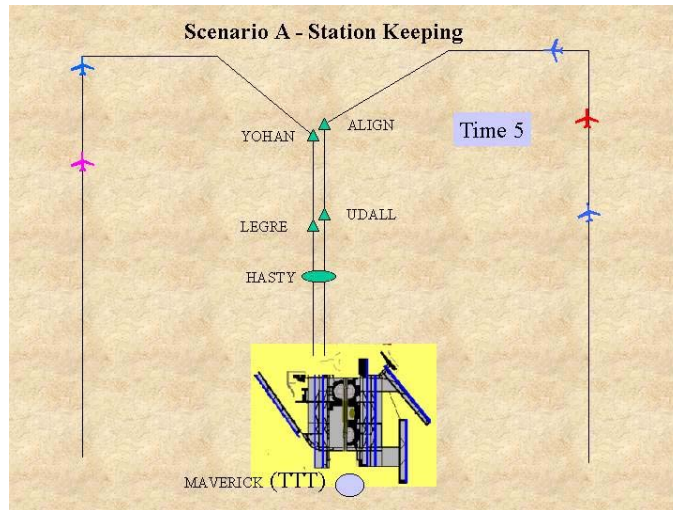 Scenario A - Station Keeping
ALIGN
YOHAN
Time 5
UDALL
LEGRE
HASTY
MAVERICK (TTT)